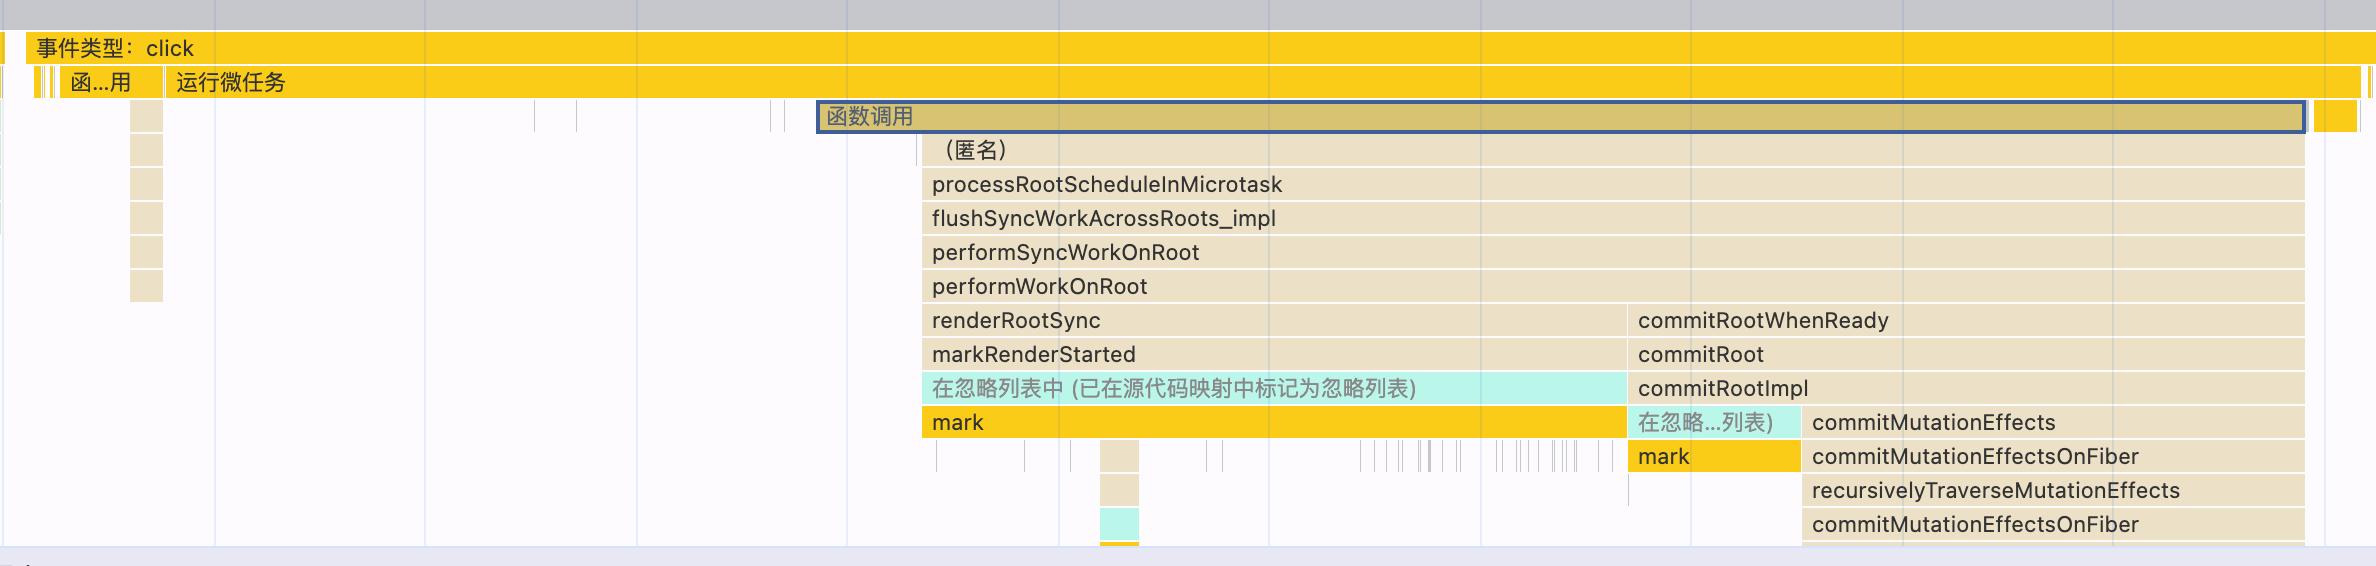 事件类型：click
函...用
运行微任务
函数调用
（匿名）
processRootScheduleInMicrotask
flushSyncWorkAcrossRoots_impl
performSyncWorkOnRoot
performWorkOnRoot
renderRootSync
commitRootWhenReady
markRenderStarted
commitRoot
在忽略列表中 (已在源代码映射中标记为忽略列表)
commitRootImpl
mark
在忽略...列表)
commitMutationEffects
mark
commitMutationEffectsOnFiber
recursivelyTraverseMutationEffects
commitMutationEffectsOnFiber